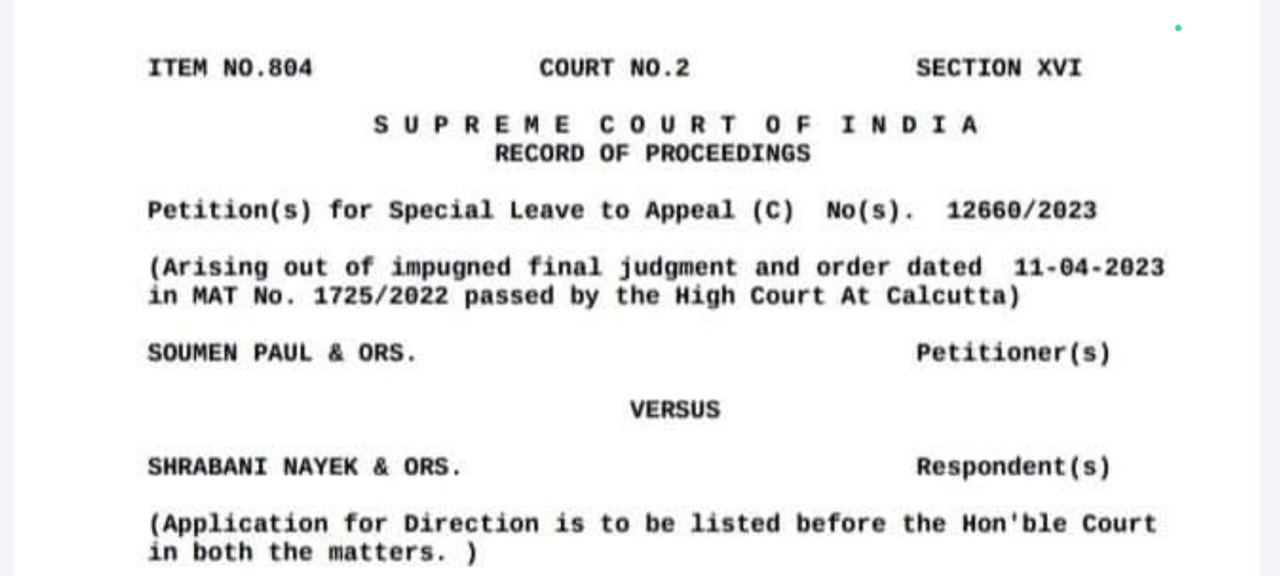 ITEM NO.804 COURT NO.2 SECTION XVI
S U P R E M E C O U R T O F I N D I A
RECORD OF PROCEEDINGS
Petition(s) for Special Leave to Appeal (C) No(s). 12660/2023
(Arising out of impugned final judgment and order dated 11-04-2023
in MAT No. 1725/2022 passed by the High Court At Calcutta)
SOUMEN PAUL & ORS. Petitioner(s)
VERSUS
SHRABANI NAYEK & ORS. Respondent(s)
(Application for Direction is to be listed before the Hon'ble Court
in both the matters. )